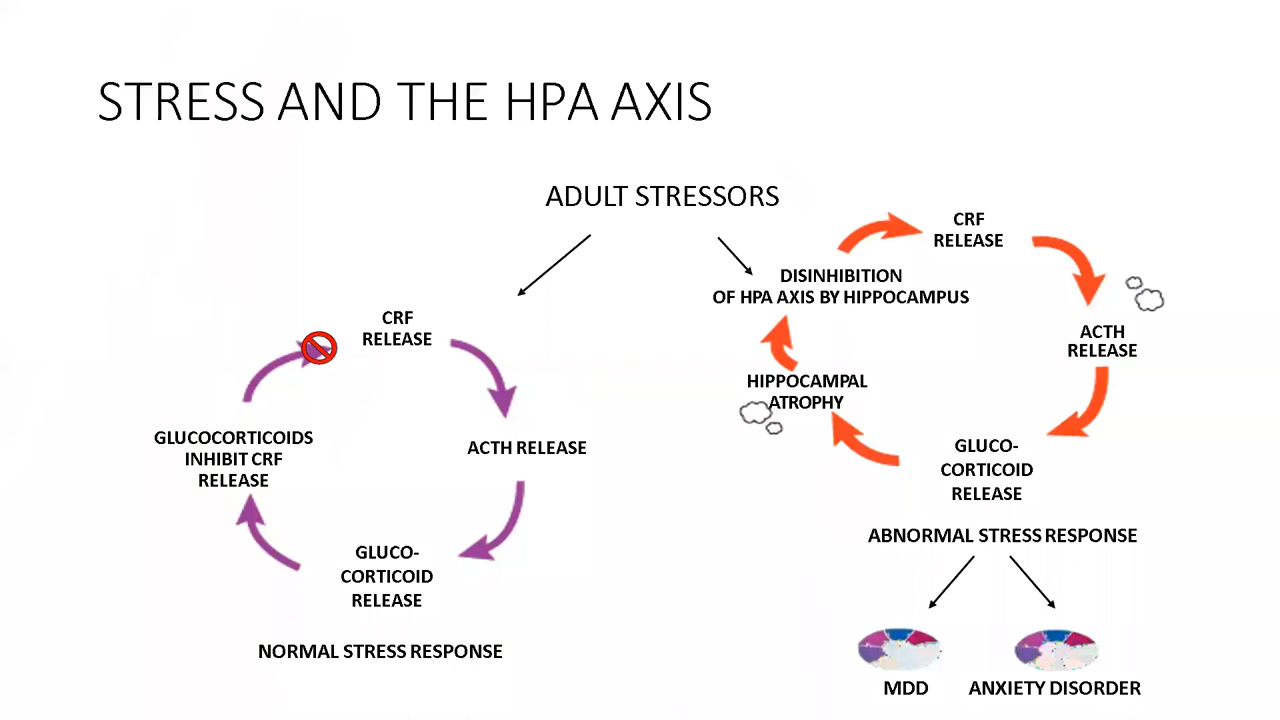 STRESS AND THE HPA AXIS
ADULT STRESSORS
CRF
RELEASE
ACTH RELEASE
GLUCO-
CORTICOID
RELEASE
GLUCOCORTICOIDS
INHIBIT CRF
RELEASE
NORMAL STRESS RESPONSE
CRF
RELEASE
ACTH
RELEASE
GLUCO-
CORTICOID
RELEASE
HIPPOCAMPAL
ATROPHY
DISINHIBITION
OF HPA AXIS BY HIPPOCAMPUS
ABNORMAL STRESS RESPONSE
MDD
ANXIETY DISORDER